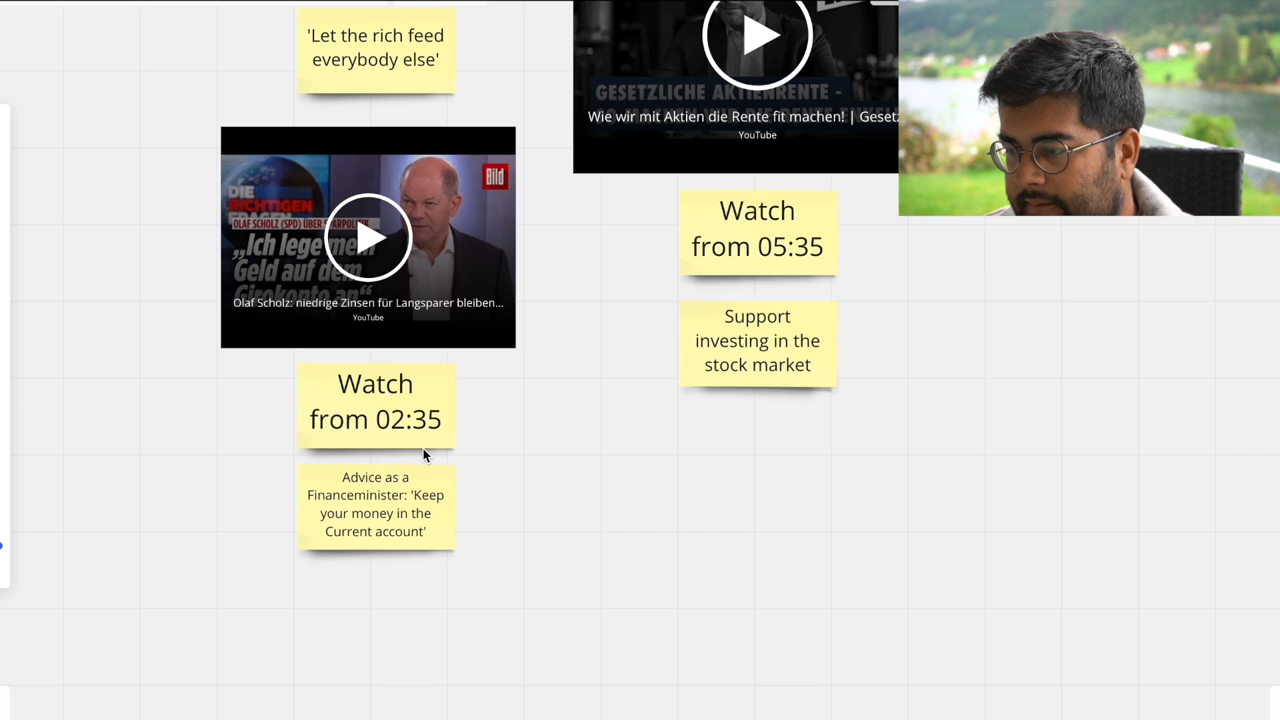 'Let the rich feed
everybody else'
DIE
RICHTIGEN
FRAGEN
Bild
OLAF SCHOLZ (SPD) ÜBER SPARPOLITIK
„Ich lege mein
Geld auf dem
Girokonto an“
Olaf Scholz: niedrige Zinsen für Langsparer bleiben...
YouTube
Watch
from 02:35
Advice as a
Financeminister: 'Keep
your money in the
Current account'
GESETZLICHE AKTIENRENTE -
Wie wir mit Aktien die Rente fit machen! | Gesetz
YouTube
Watch
from 05:35
Support
investing in the
stock market